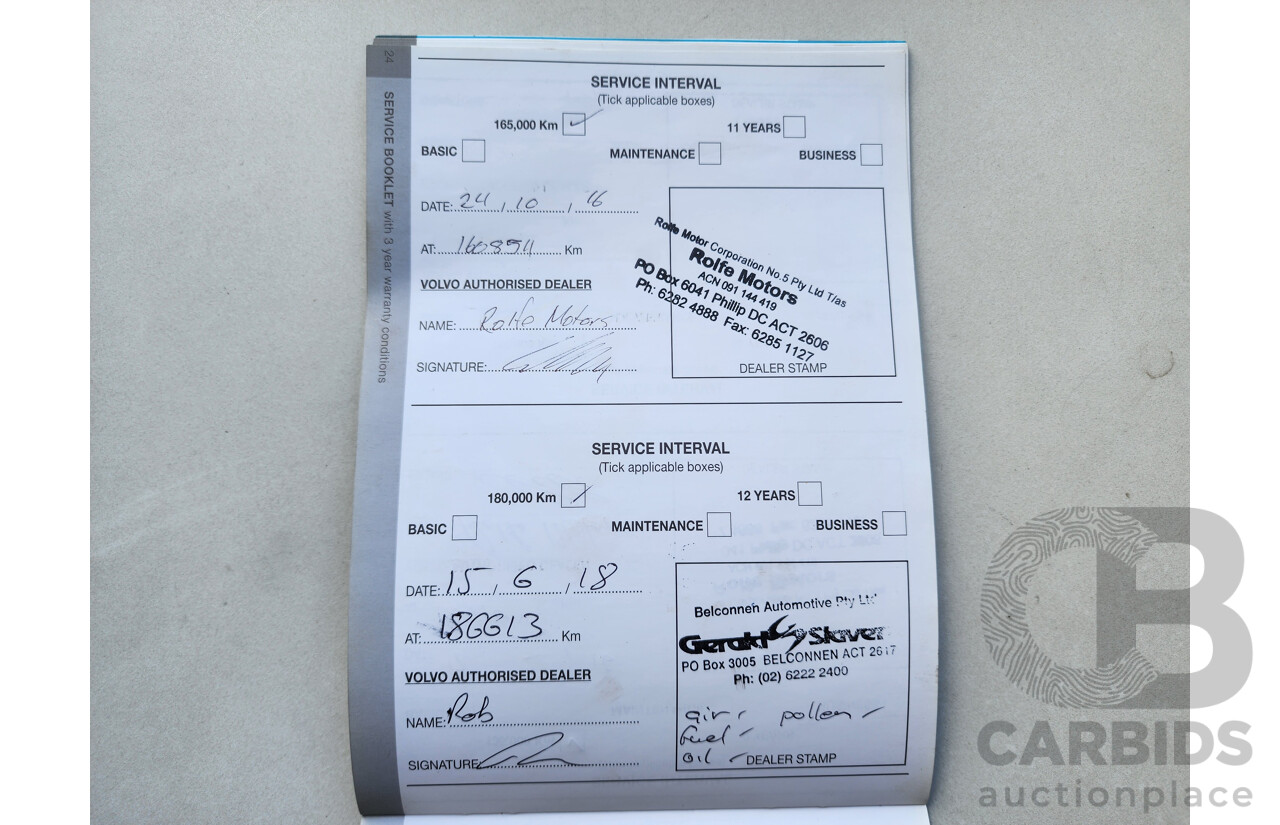 24 SERVICE BOOKLET with 3 year warranty conditions
SERVICE INTERVAL
(Tick applicable boxes)
165,000 Km
11 YEARS
BASIC
MAINTENANCE
BUSINESS
DATE: 24 / 10 / 16
AT: 160894 Km
VOLVO AUTHORISED DEALER
NAME: Rolfe Motors
SIGNATURE:
Rolfe Motor Corporation No.5 Pty Ltd T/as
Rolfe Motors
ACN 091 144 419
PO Box 6041 Phillip DC ACT 2606
Ph: 6282 4888 Fax: 6285 1127
DEALER STAMP
SERVICE INTERVAL
(Tick applicable boxes)
180,000 Km
12 YEARS
BASIC
MAINTENANCE
BUSINESS
DATE: 15 / 6 / 18
AT: 186613 Km
VOLVO AUTHORISED DEALER
NAME: Rob
SIGNATURE
Belconnen Automotive Pty Ltd
Gerald Slaver
PO Box 3005 BELCONNEN ACT 2617
Ph: (02) 6222 2400
air pollen
fuel
oil
DEALER STAMP
CB
CARBIDS
auctionplace